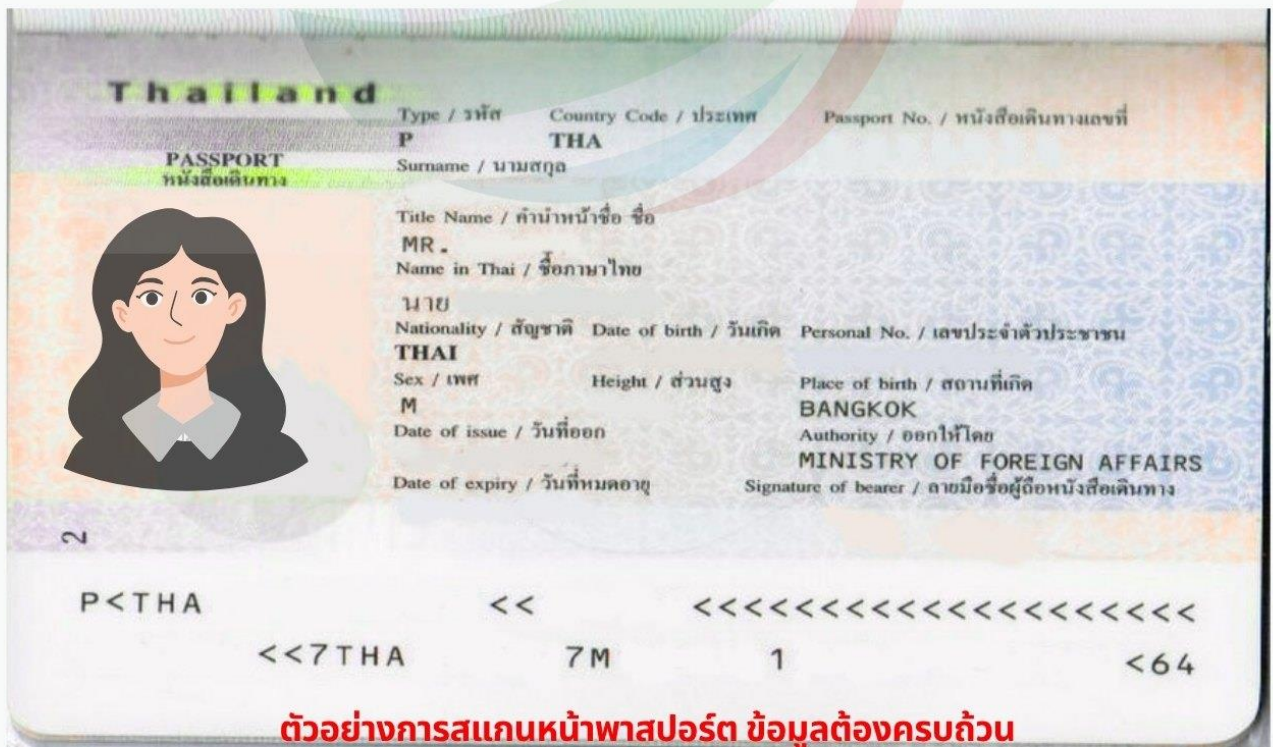 Thailand
PASSPORT
หนังสือเดินทาง
Type / รหัส Country Code / ประเทศ Passport No. / หนังสือเดินทางเลขที่
P THA
Surname / นามสกุล
Title Name / คำนำหน้าชื่อ ชื่อ
MR.
Name in Thai / ชื่อภาษาไทย
นาย
Nationality / สัญชาติ Date of birth / วันเกิด Personal No. / เลขประจำตัวประชาชน
THAI
Sex / เพศ Height / ส่วนสูง Place of birth / สถานที่เกิด
M BANGKOK
Date of issue / วันที่ออก Authority / ออกให้โดย
MINISTRY OF FOREIGN AFFAIRS
Date of expiry / วันที่หมดอายุ Signature of bearer / ลายมือชื่อผู้ถือหนังสือเดินทาง
2
P<THA << <<<<<<<<<<<<<<<<<<<<
<<7THA 7M 1 <64
ตัวอย่างการสแกนหน้าพาสปอร์ต ข้อมูลต้องครบถ้วน